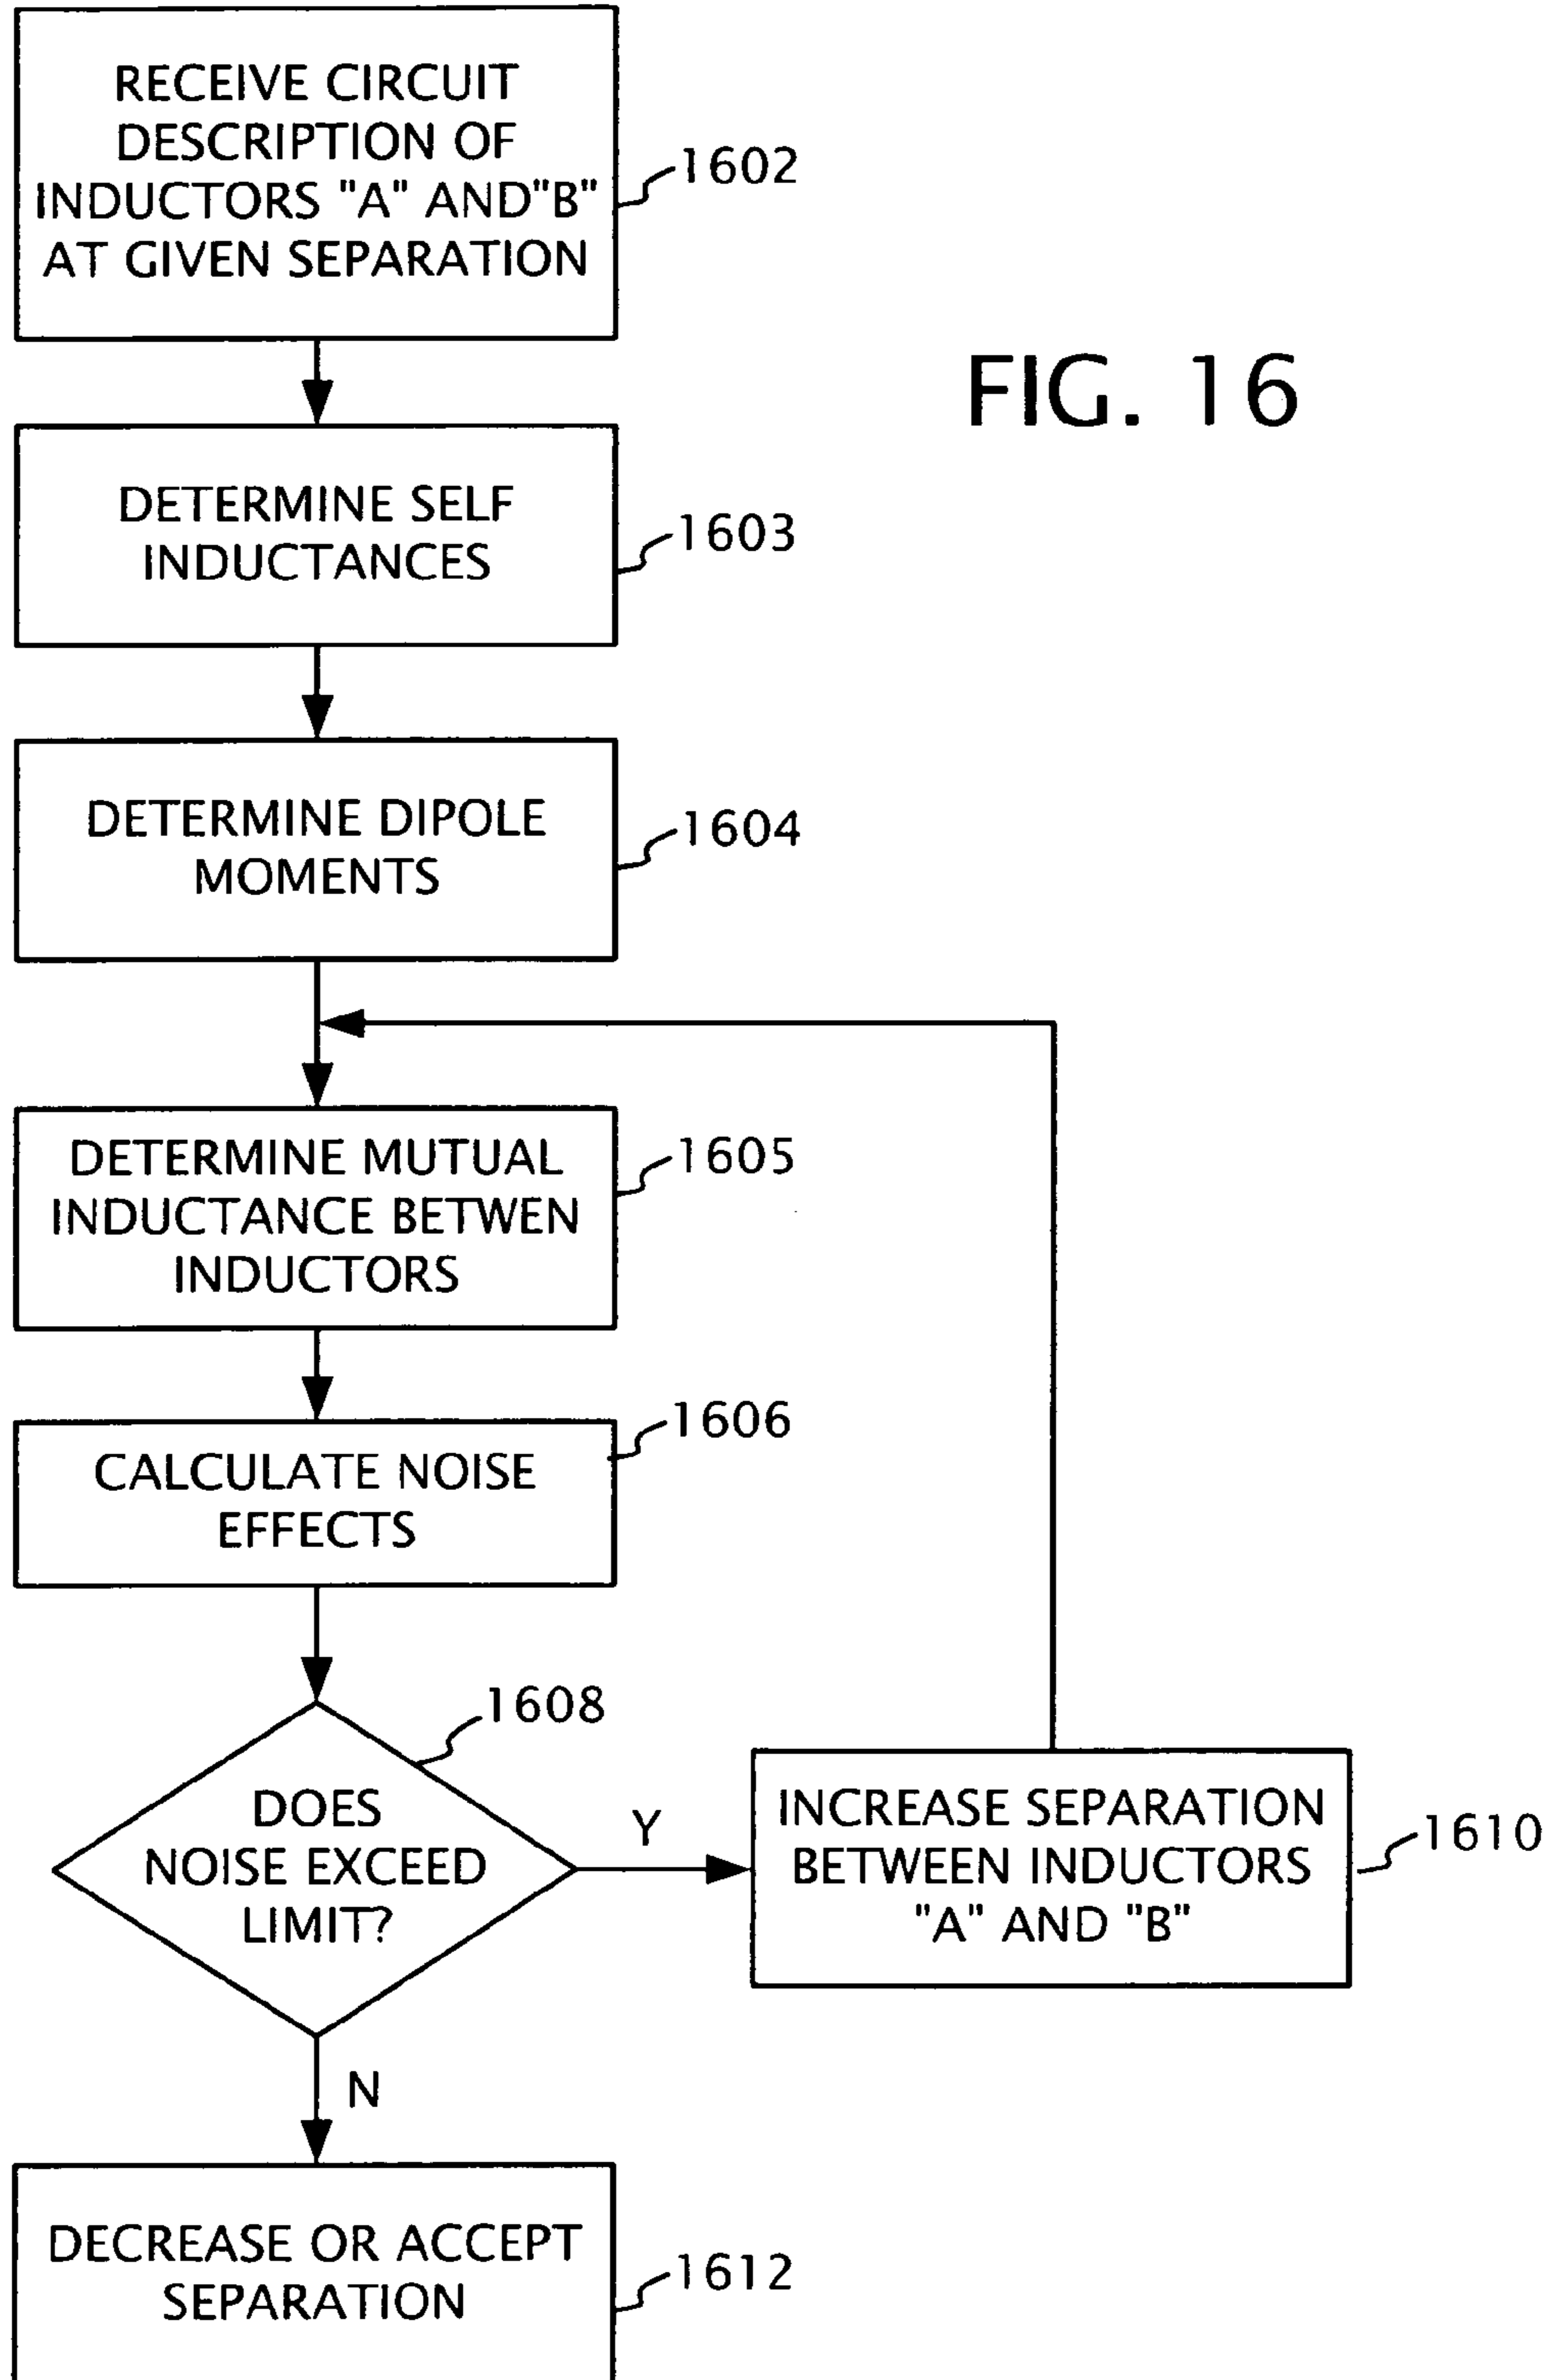 RECEIVE CIRCUIT
DESCRIPTION OF
INDUCTORS "A" AND"B"
AT GIVEN SEPARATION
1602
FIG. 16
DETERMINE SELF
INDUCTANCES
1603
DETERMINE DIPOLE
MOMENTS
1604
DETERMINE MUTUAL
INDUCTANCE BETWEN
INDUCTORS
1605
CALCULATE NOISE
EFFECTS
1606
DOES
NOISE EXCEED
LIMIT?
1608
Y
INCREASE SEPARATION
BETWEEN INDUCTORS
"A" AND "B"
1610
N
DECREASE OR ACCEPT
SEPARATION
1612